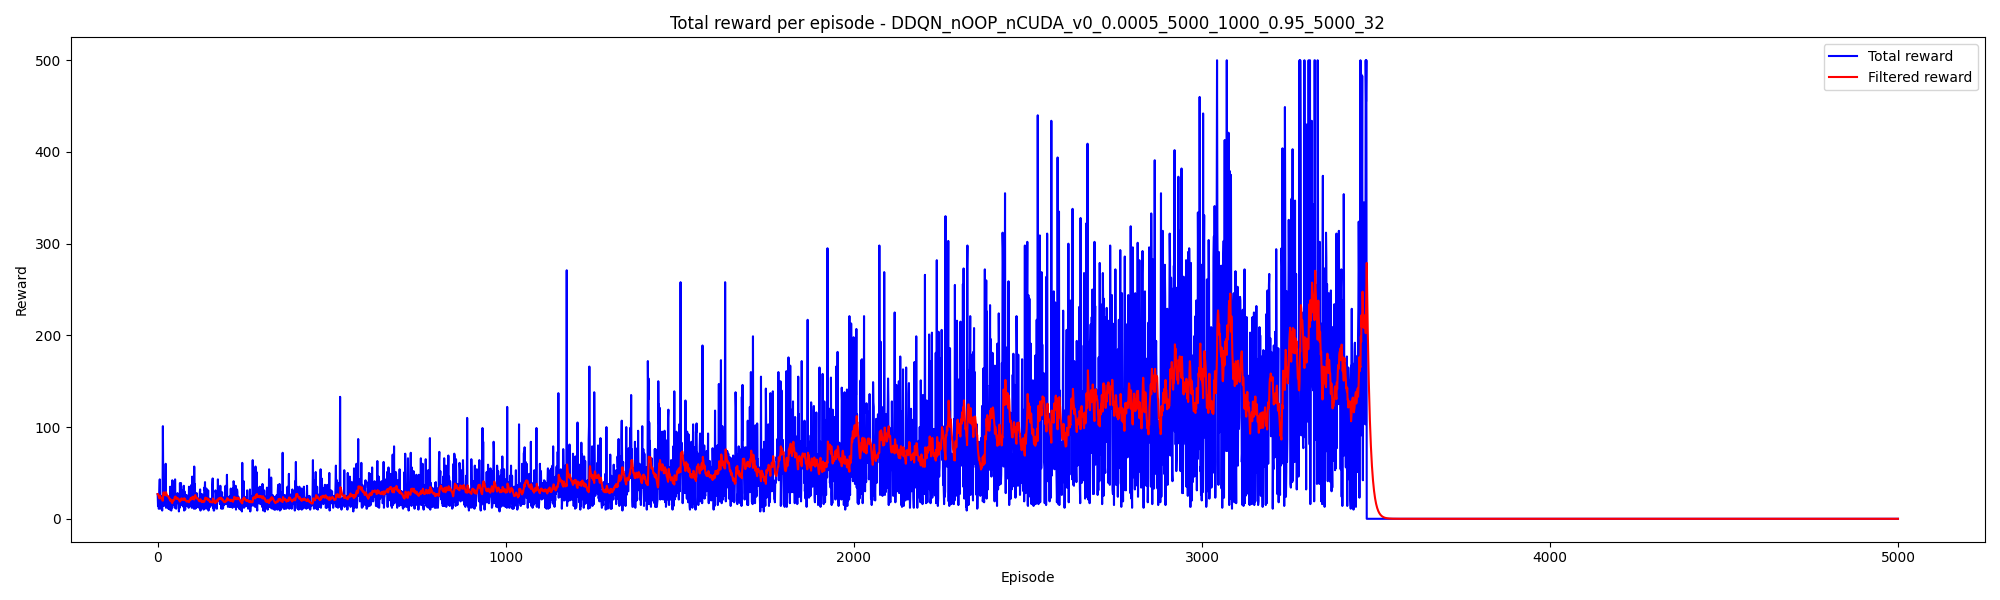 Total reward per episode - DDQN_nOOP_nCUDA_v0_0.0005_5000_1000_0.95_5000_32
Total reward
Filtered reward
Reward
500
400
300
200
100
0
0 1000 2000 3000 4000 5000
Episode